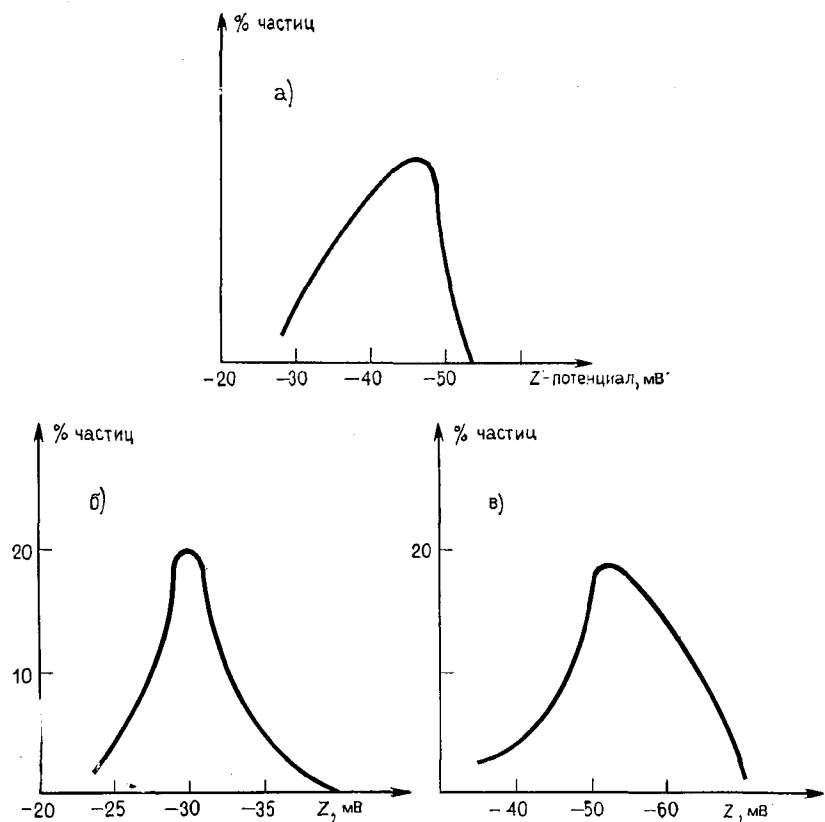 % частиц
а)
-20 -30 -40 -50 Z-потенциал, мВ
% частиц
б)
20
10
-20 -25 -30 -35 Z, мВ
% частиц
в)
20
-40 -50 -60 Z, мВ